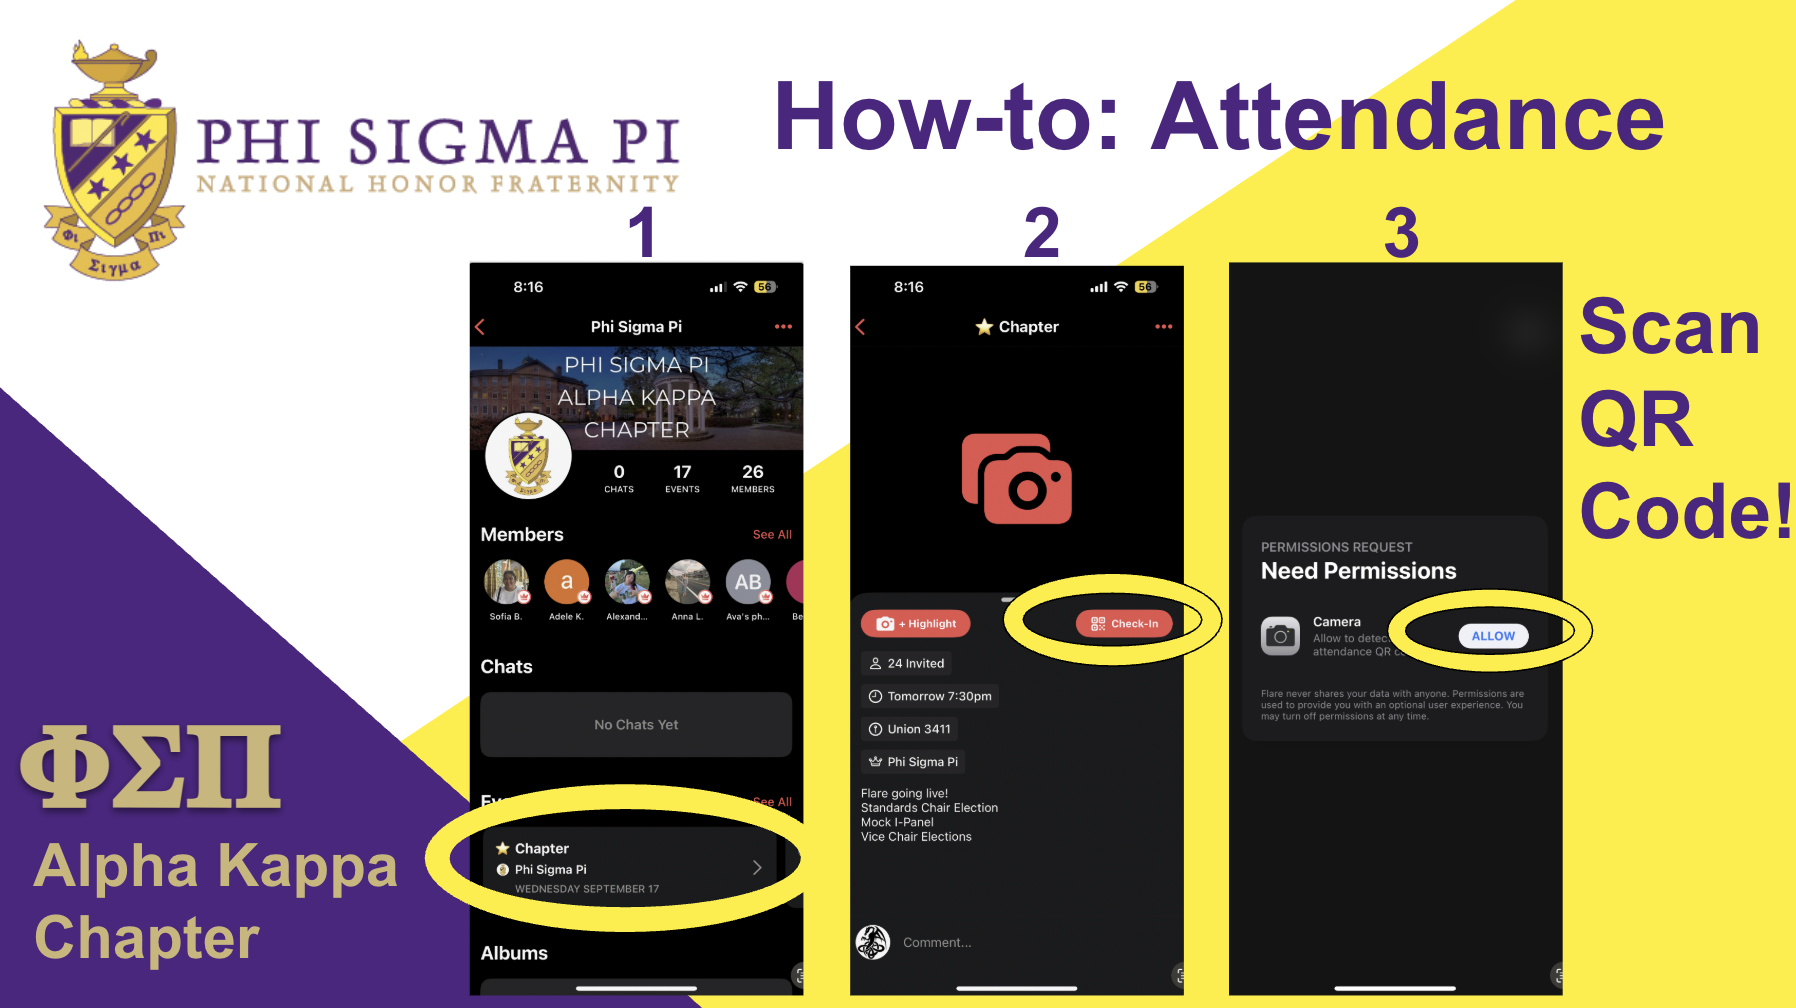 PHI SIGMA PI
NATIONAL HONOR FRATERNITY
Φι
Πι
Σιγμα
How-to: Attendance
1
2
3
8:16
56
Phi Sigma Pi
PHI SIGMA PI
ALPHA KAPPA
CHAPTER
0
CHATS
17
EVENTS
26
MEMBERS
Members
See All
a
AB
Sofia B.
Adele K.
Alexand...
Anna L.
Ava's ph...
Be
Chats
No Chats Yet
See All
Chapter
Phi Sigma Pi
WEDNESDAY SEPTEMBER 17
Albums
8:16
56
Chapter
+ Highlight
Check-In
24 Invited
Tomorrow 7:30pm
Union 3411
Phi Sigma Pi
Flare going live!
Standards Chair Election
Mock I-Panel
Vice Chair Elections
Comment...
PERMISSIONS REQUEST
Need Permissions
Camera
Allow to detec
attendance QR c
ALLOW
Flare never shares your data with anyone. Permissions are
used to provide you with an optional user experience. You
may turn off permissions at any time.
Scan
QR
Code!
ΦΣΠ
Alpha Kappa
Chapter